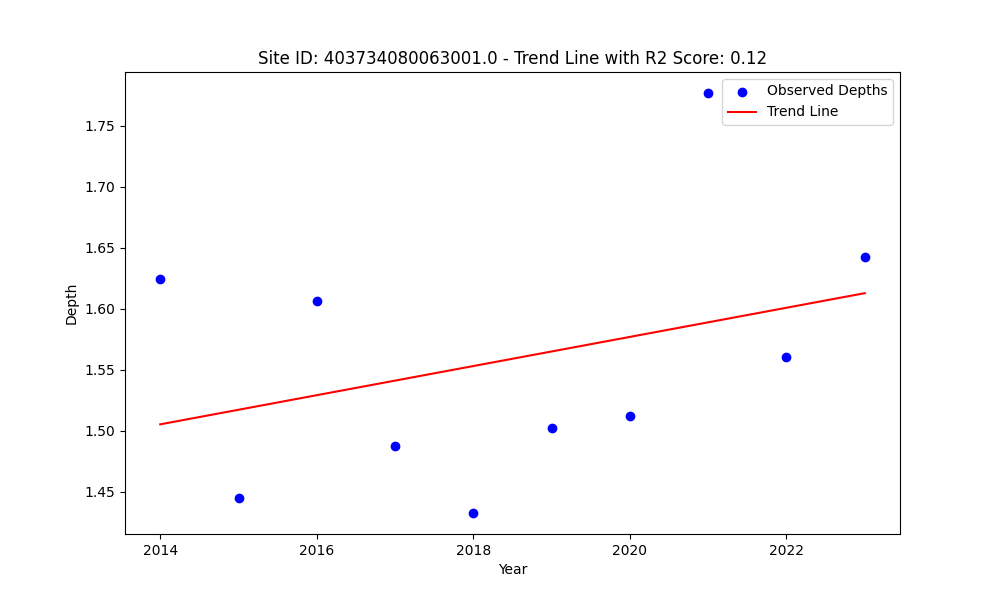 Site ID: 403734080063001.0 - Trend Line with R2 Score: 0.12
Observed Depths
Trend Line
1.75
1.70
1.65
1.60
1.55
1.50
1.45
Depth
2014
2016
2018
2020
2022
Year